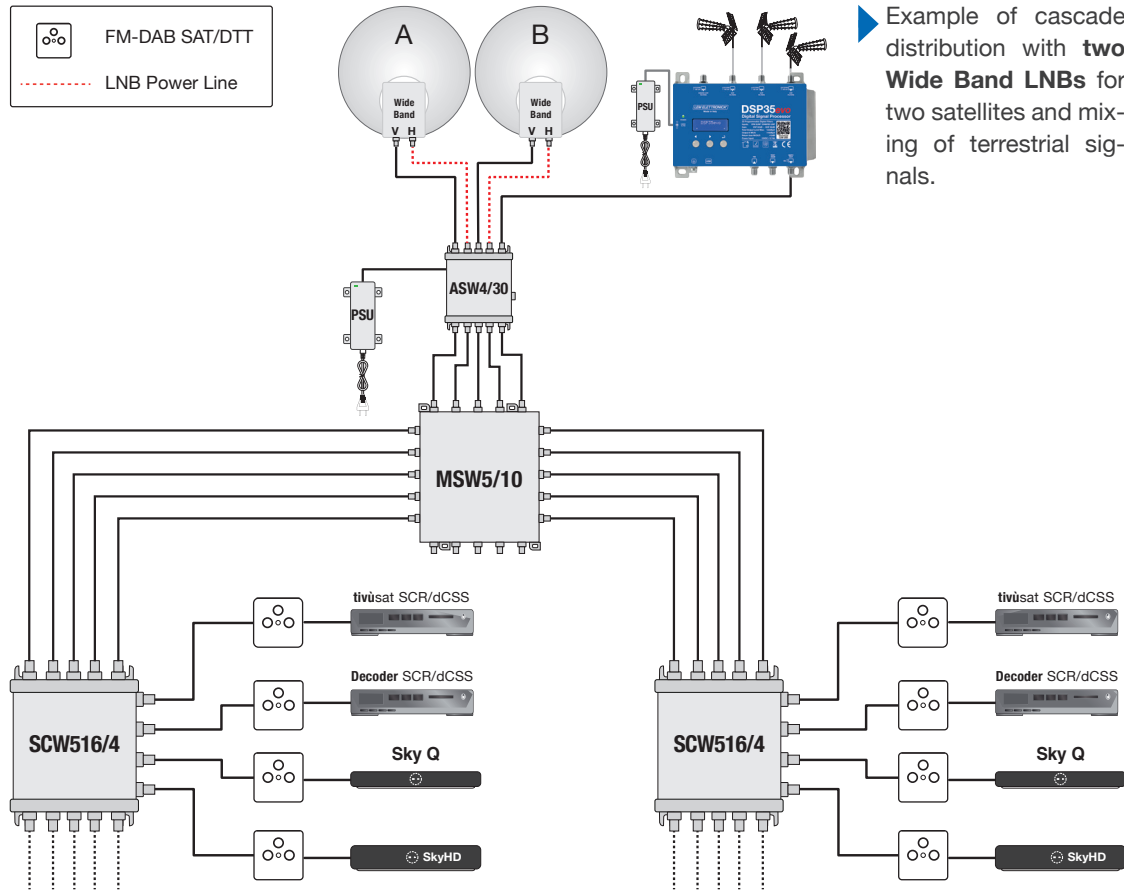 FM-DAB SAT/DTT
LNB Power Line
A
B
Wide
Band
V H
Wide
Band
V H
PSU
DSP35evo
Digital Signal Processor
Example of cascade
distribution with two
Wide Band LNBs for
two satellites and mix-
ing of terrestrial sig-
nals.
ASW4/30
PSU
MSW5/10
tivùsat SCR/dCSS
Decoder SCR/dCSS
SCW516/4
Sky Q
SkyHD
tivùsat SCR/dCSS
Decoder SCR/dCSS
SCW516/4
Sky Q
SkyHD